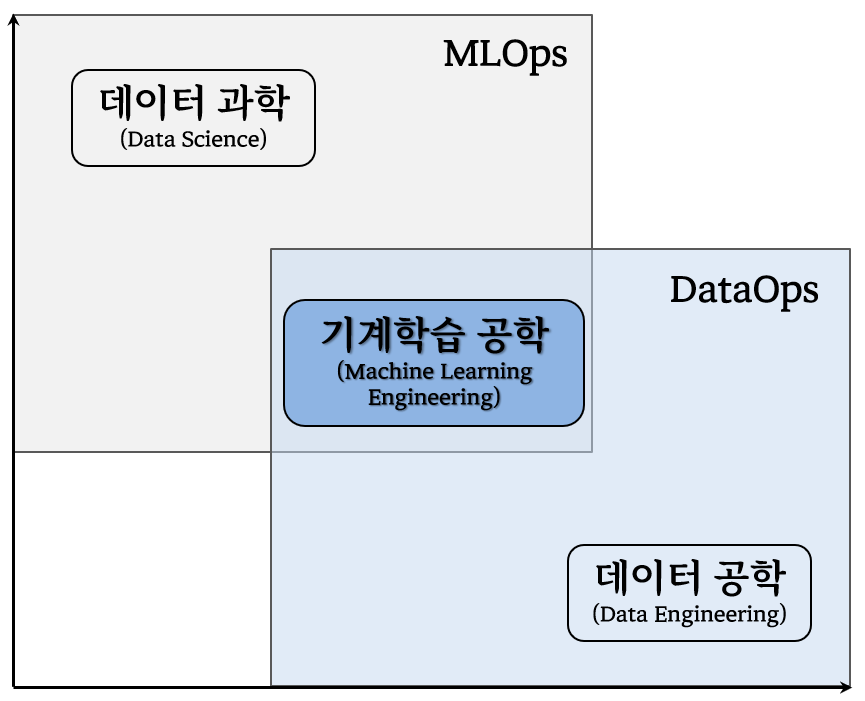 MLOps
데이터 과학
(Data Science)
DataOps
기계학습 공학
(Machine Learning
Engineering)
데이터 공학
(Data Engineering)